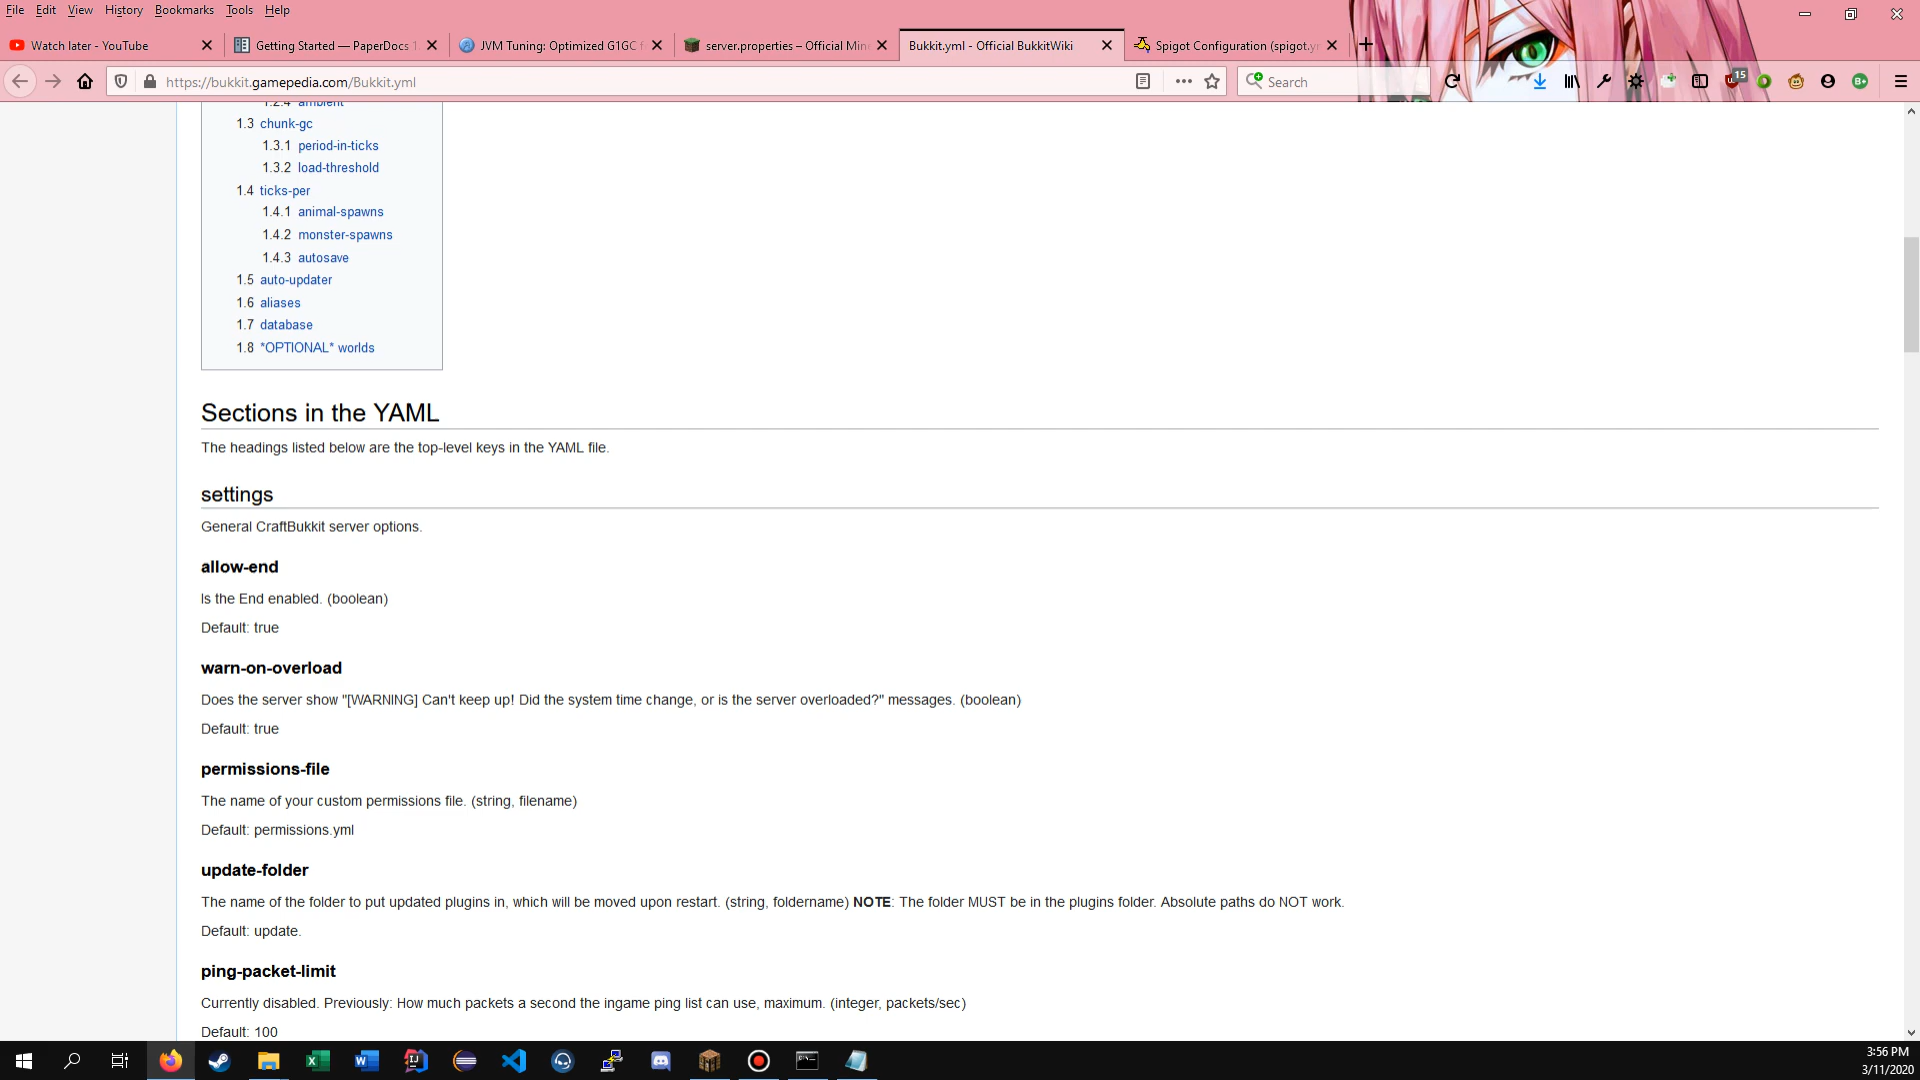 File Edit View History Bookmarks Tools Help
Watch later - YouTube
Getting Started — PaperDocs 1
JVM Tuning: Optimized G1GC f
server.properties – Official Min
Bukkit.yml - Official BukkitWiki
Spigot Configuration (spigot.yr
https://bukkit.gamepedia.com/Bukkit.yml
Search
15
1.2.4 ambient
1.3 chunk-gc
1.3.1 period-in-ticks
1.3.2 load-threshold
1.4 ticks-per
1.4.1 animal-spawns
1.4.2 monster-spawns
1.4.3 autosave
1.5 auto-updater
1.6 aliases
1.7 database
1.8 *OPTIONAL* worlds
Sections in the YAML
The headings listed below are the top-level keys in the YAML file.
settings
General CraftBukkit server options.
allow-end
Is the End enabled. (boolean)
Default: true
warn-on-overload
Does the server show "[WARNING] Can't keep up! Did the system time change, or is the server overloaded?" messages. (boolean)
Default: true
permissions-file
The name of your custom permissions file. (string, filename)
Default: permissions.yml
update-folder
The name of the folder to put updated plugins in, which will be moved upon restart. (string, foldername) NOTE: The folder MUST be in the plugins folder. Absolute paths do NOT work.
Default: update.
ping-packet-limit
Currently disabled. Previously: How much packets a second the ingame ping list can use, maximum. (integer, packets/sec)
Default: 100
3:56 PM
3/11/2020